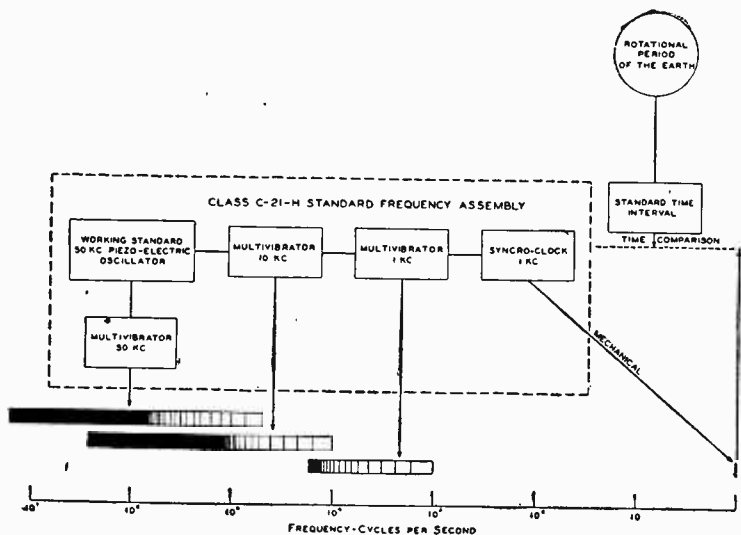 ROTATIONAL
PERIOD
OF THE EARTH
CLASS C-21-H STANDARD FREQUENCY ASSEMBLY
STANDARD TIME
INTERVAL
TIME COMPARISON
WORKING STANDARD
50 KC PIEZO-ELECTRIC
OSCILLATOR
MULTIVIBRATOR
10 KC
MULTIVIBRATOR
1 KC
SYNCRO-CLOCK
1 KC
MULTIVIBRATOR
50 KC
MECHANICAL
10
FREQUENCY-CYCLES PER SECOND